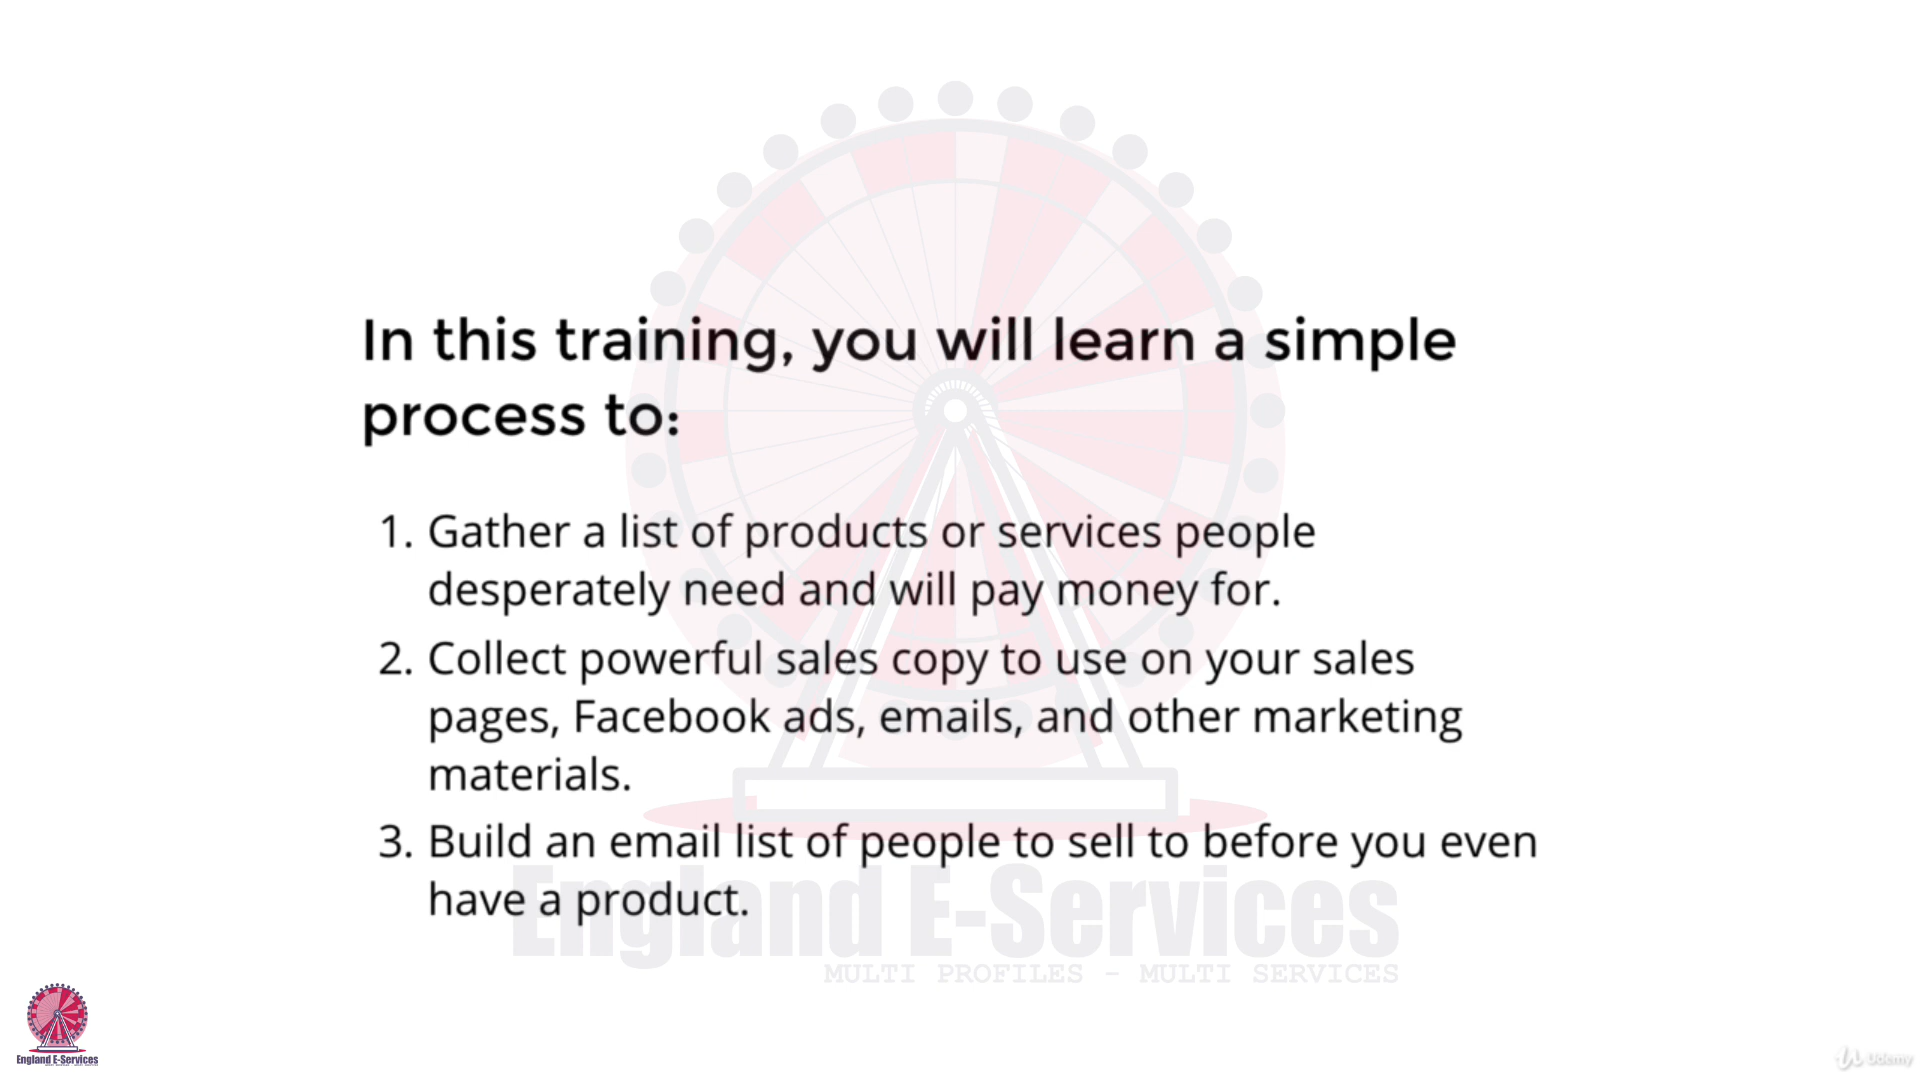 In this training, you will learn a simple
process to:
1. Gather a list of products or services people
desperately need and will pay money for.
2. Collect powerful sales copy to use on your sales
pages, Facebook ads, emails, and other marketing
materials.
3. Build an email list of people to sell to before you even
have a product.
England E-Services
MULTI PROFILES - MULTI SERVICES
England E-Services
Udemy